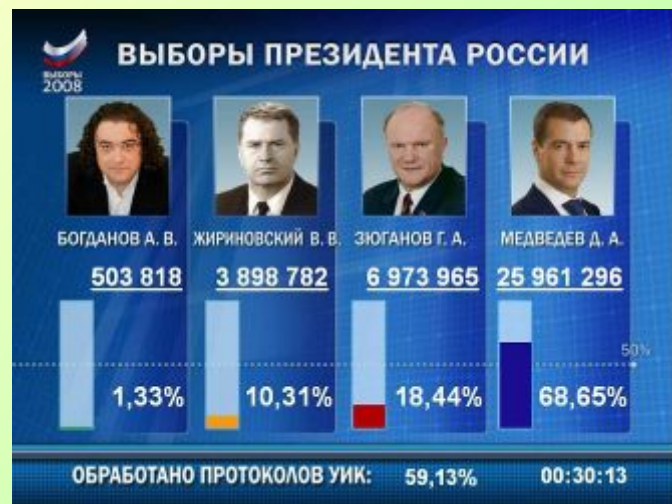 ВЫБОРЫ ПРЕЗИДЕНТА РОССИИ
ВЫБОРЫ
2008
БОГДАНОВ А. В. ЖИРИНОВСКИЙ В. В. ЗЮГАНОВ Г. А. МЕДВЕДЕВ Д. А.
503 818 3 898 782 6 973 965 25 961 296
50%
1,33% 10,31% 18,44% 68,65%
ОБРАБОТАНО ПРОТОКОЛОВ УИК: 59,13% 00:30:13